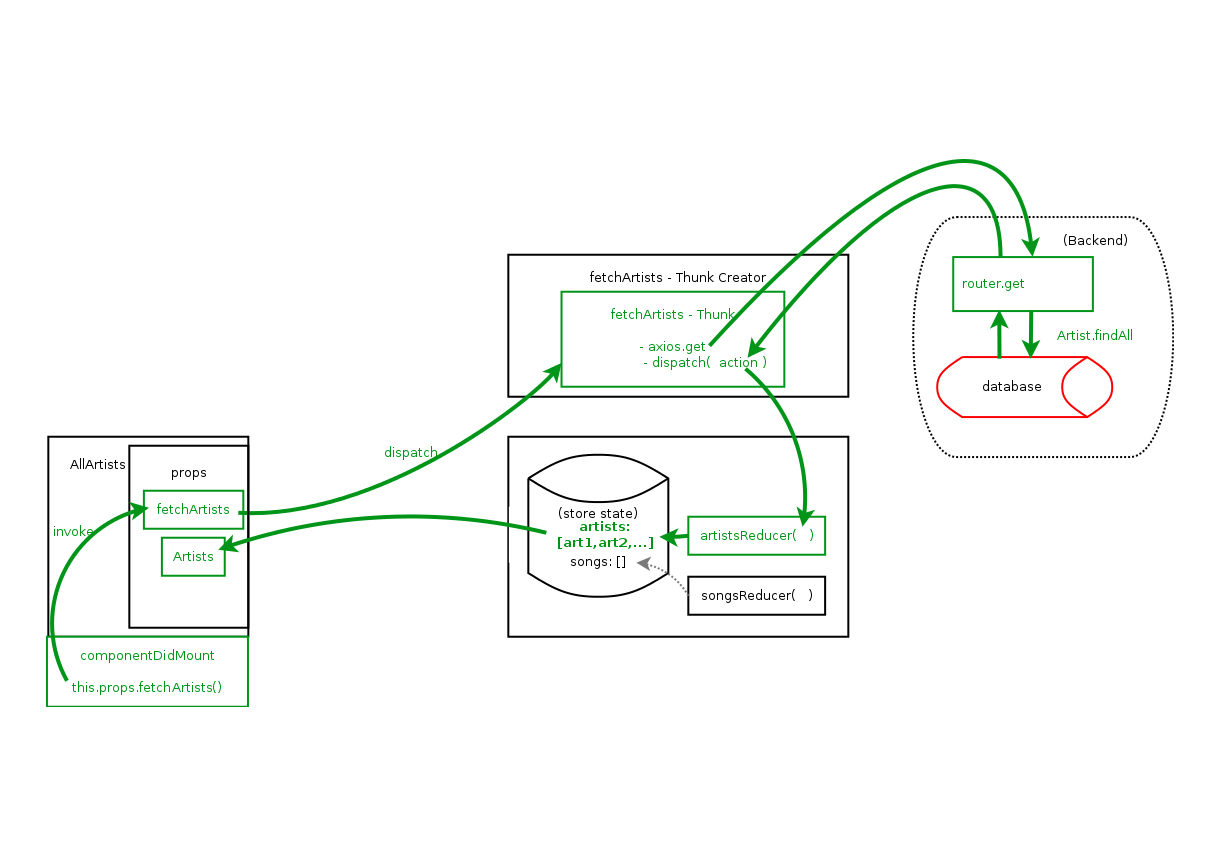 (Backend)
fetchArtists - Thunk Creator
router.get
fetchArtists - Thunk
Artist.findAll
- axios.get
- dispatch(  action )
database
dispatch
AllArtists
props
fetchArtists
invoke
Artists
(store state)
artists:
[art1,art2,...]
songs: []
artistsReducer(   )
songsReducer(   )
componentDidMount
this.props.fetchArtists()